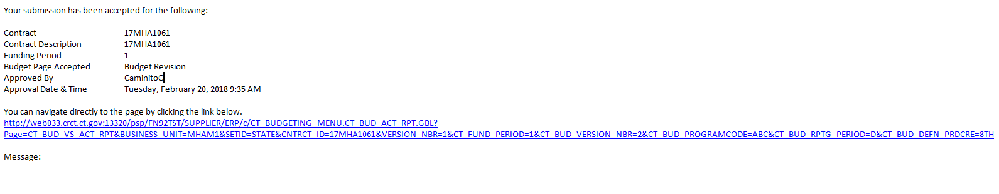 Your submission has been accepted for the following:
Contract 17MHA1061
Contract Description 17MHA1061
Funding Period 1
Budget Page Accepted Budget Revision
Approved By CaminitoC
Approval Date & Time Tuesday, February 20, 2018 9:35 AM
You can navigate directly to the page by clicking the link below.
http://web033.crct.ct.gov:13320/psp/FN92TST/SUPPLIER/ERP/c/CT_BUDGETING_MENU.CT_BUD_ACT_RPT.GBL?
Page=CT_BUD_VS_ACT_RPT&BUSINESS_UNIT=MHAM1&SETID=STATE&CNTRCT_ID=17MHA1061&VERSION_NBR=1&CT_FUND_PERIOD=1&CT_BUD_VERSION_NBR=2&CT_BUD_PROGRAMCODE=ABC&CT_BUD_RPTG_PERIOD=D&CT_BUD_DEFN_PRDCRE=8TH
Message: